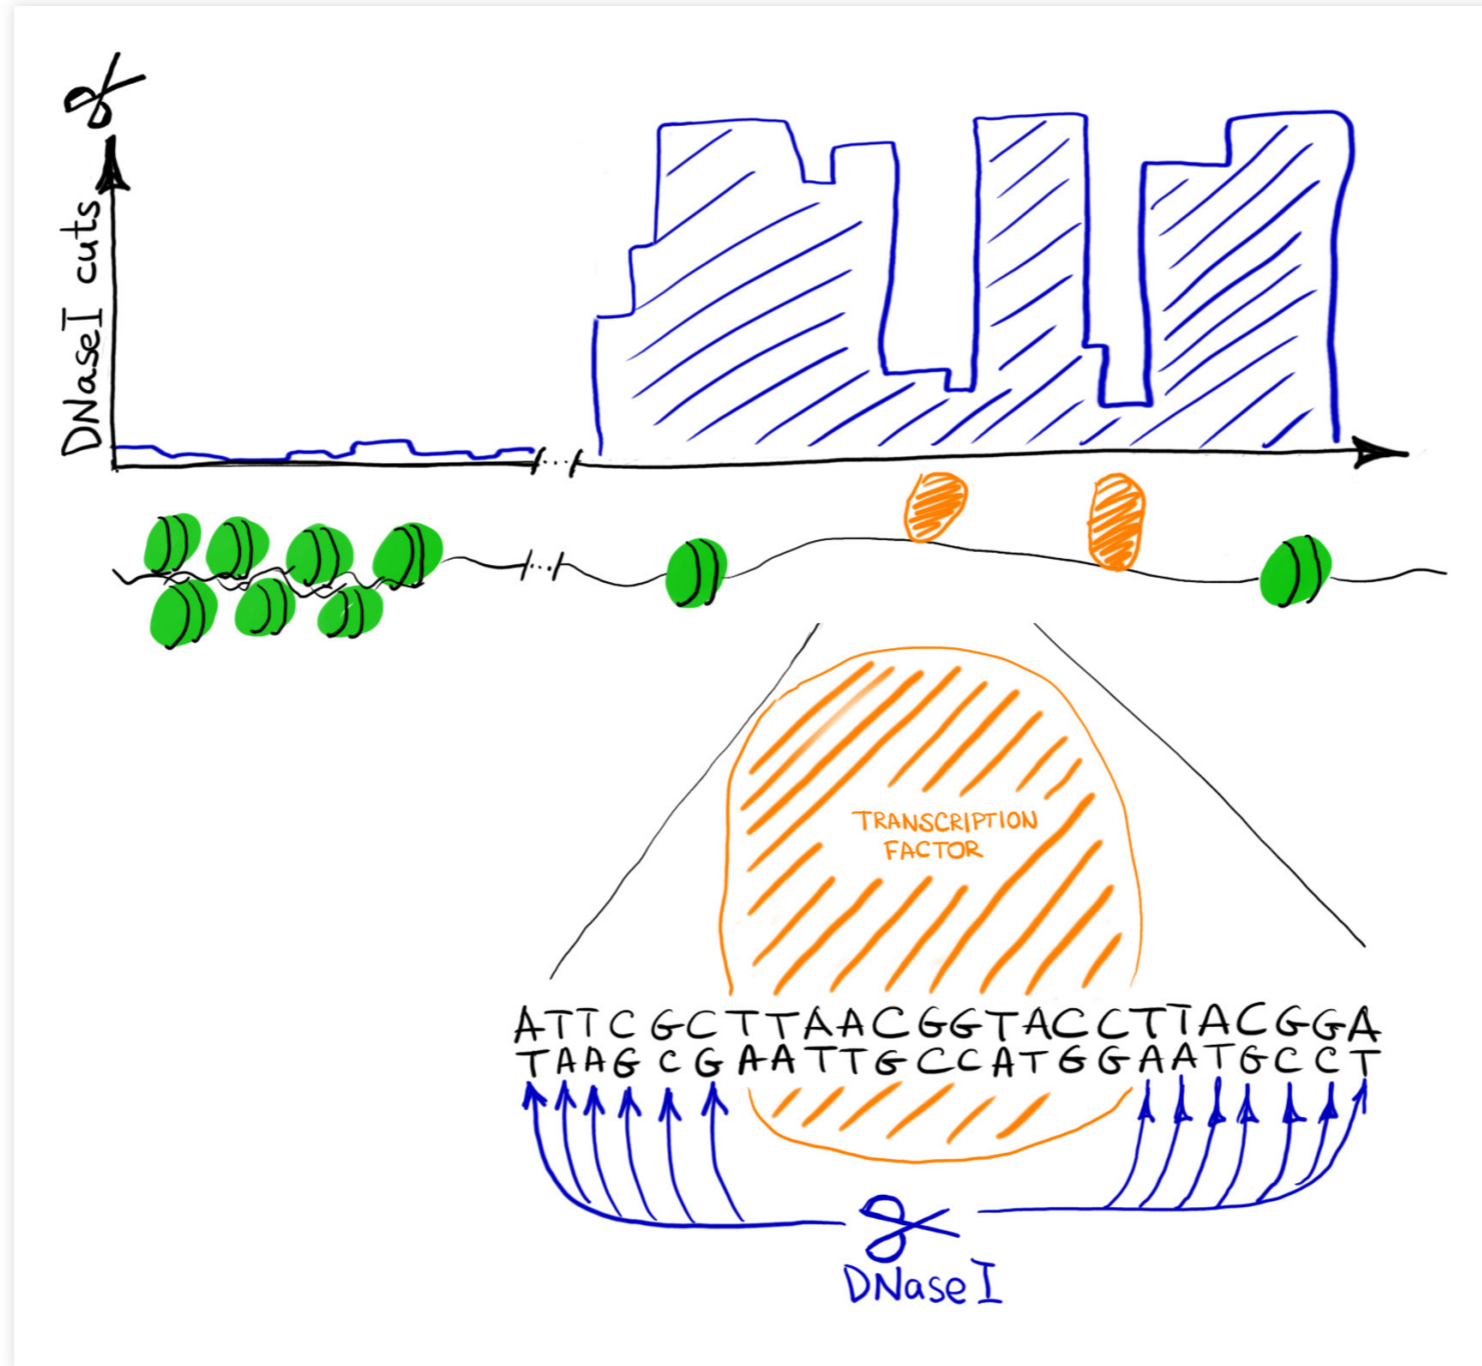 DNaseI cuts
TRANSCRIPTION
FACTOR
ATTCGCTTAACGGTACCTTACGGA
TAAGCGAATTGCCATGGAATGCCT
DNaseI